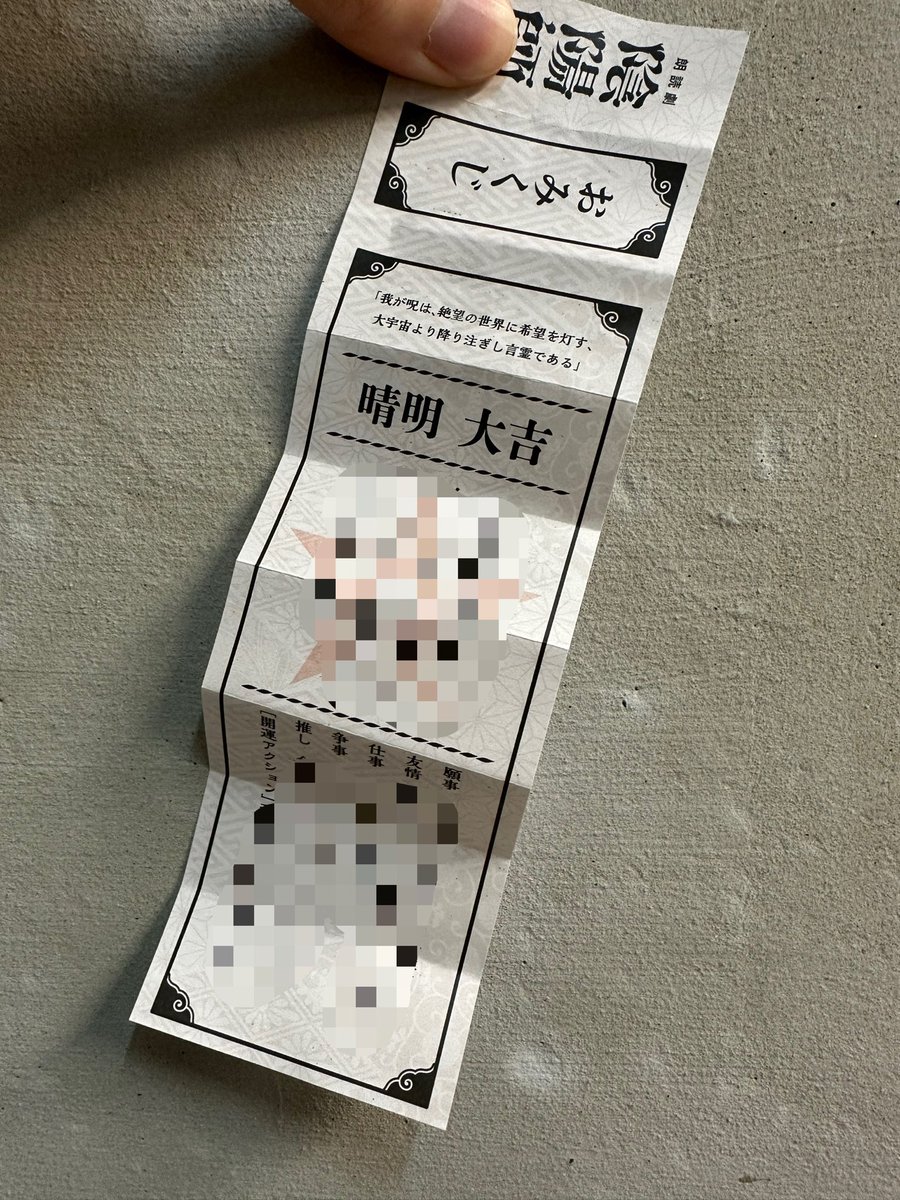 朗読劇
陰陽師
おみくじ
「我が呪は、絶望の世界に希望を灯す、
大宇宙より降り注ぎし言霊である」
晴明 大吉
願事
友情
仕事
争事
推し
[開運アクション]